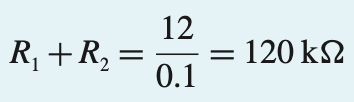 R₁ + R₂ = 12/0.1 = 120 kΩ